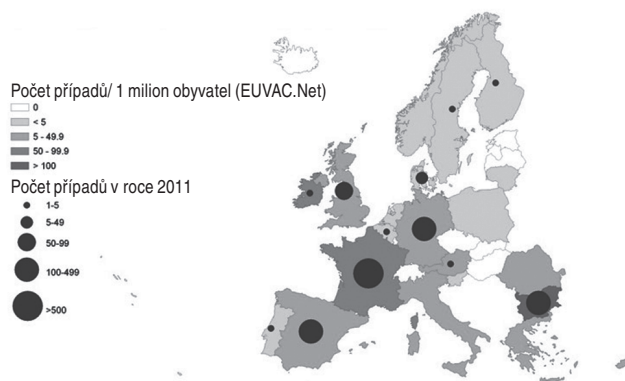 Počet případů/ 1 milion obyvatel (EUVAC.Net)
0
< 5
5 - 49.9
50 - 99.9
> 100
Počet případů v roce 2011
1-5
5-49
50-99
100-499
>500